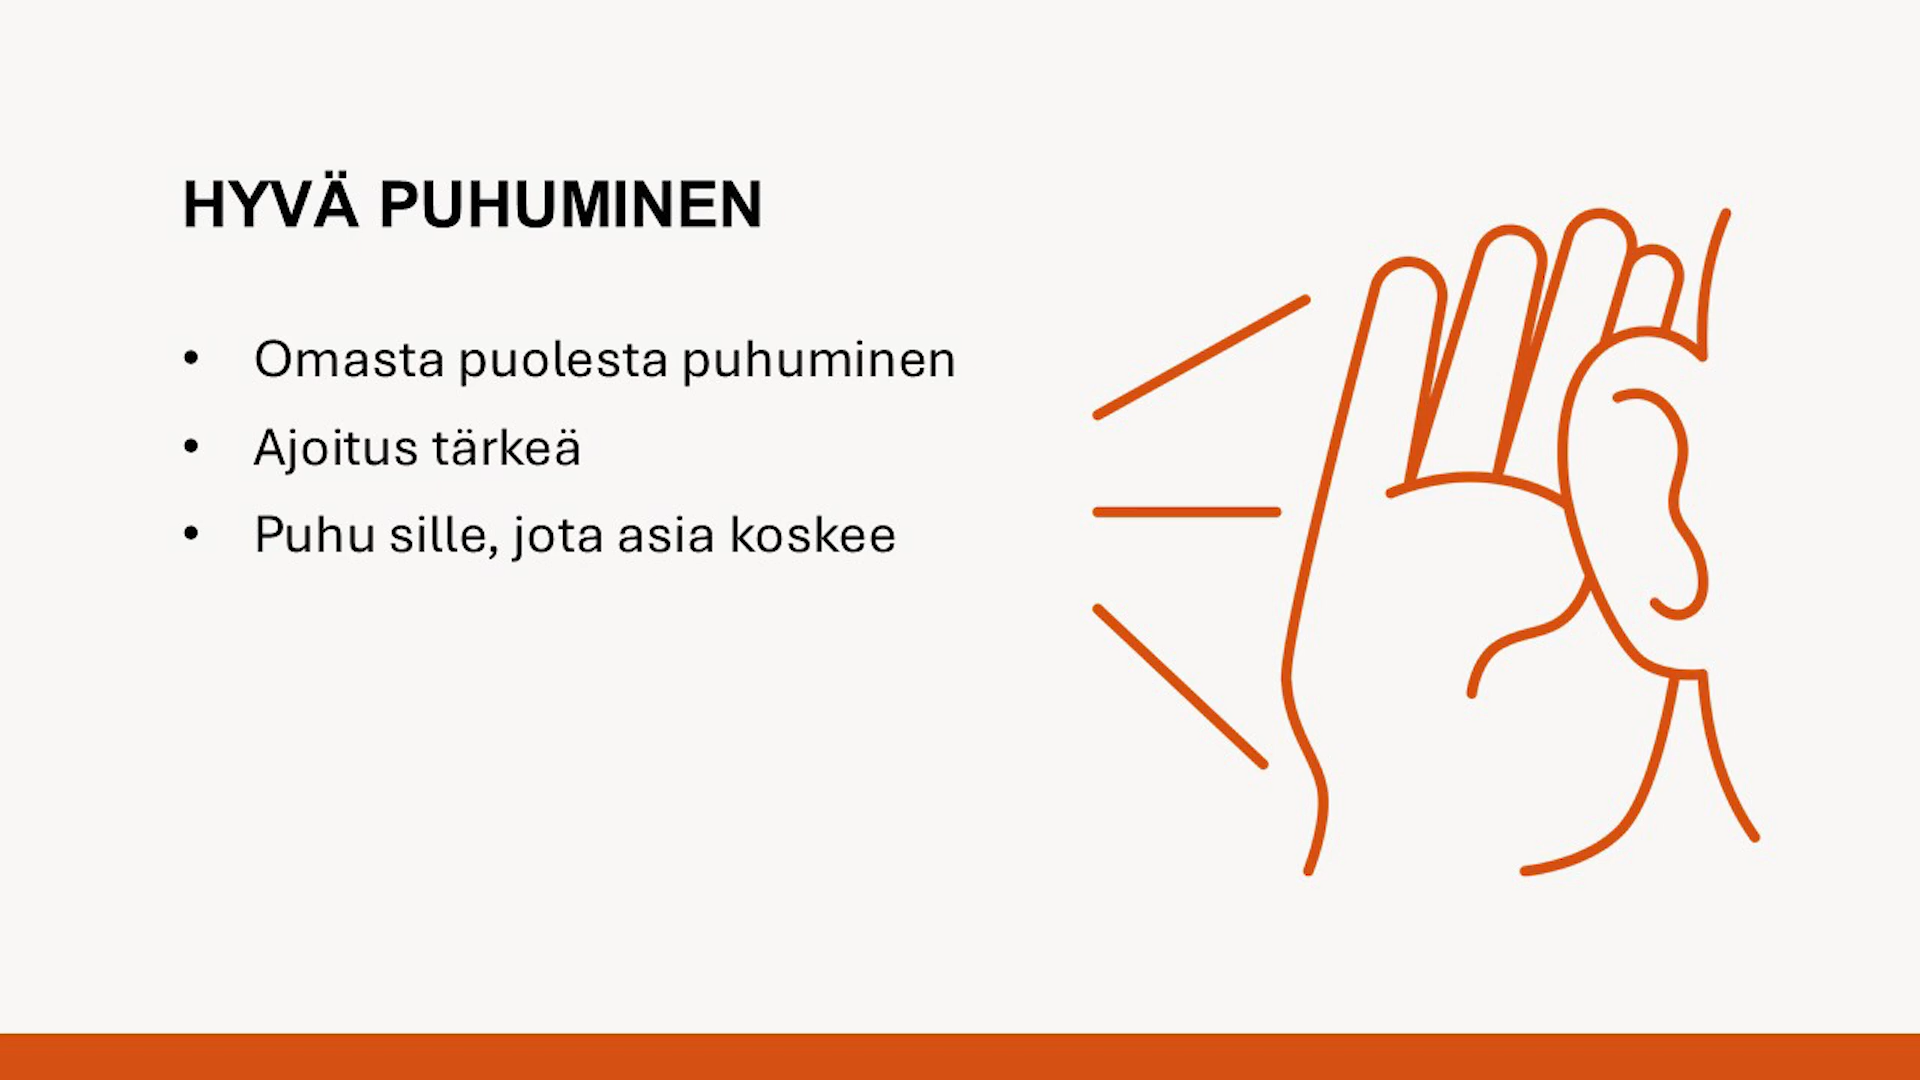 HYVÄ PUHUMINEN
• Omasta puolesta puhuminen
• Ajoitus tärkeä
• Puhu sille, jota asia koskee